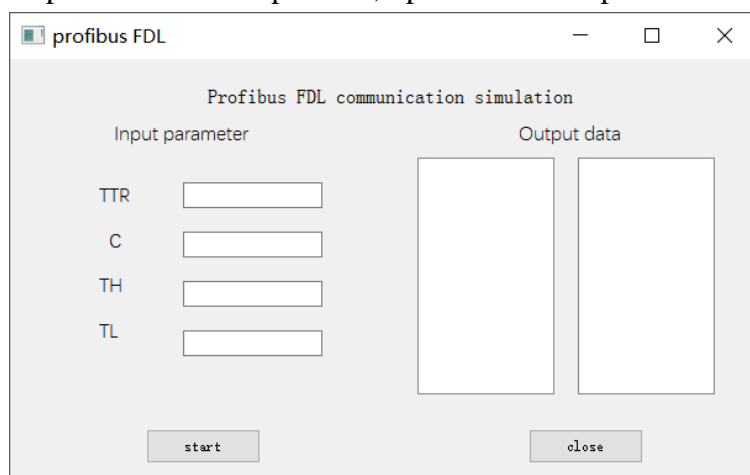 profibus FDL
Profibus FDL communication simulation
Input parameter
Output data
TTR
C
TH
TL
start
close